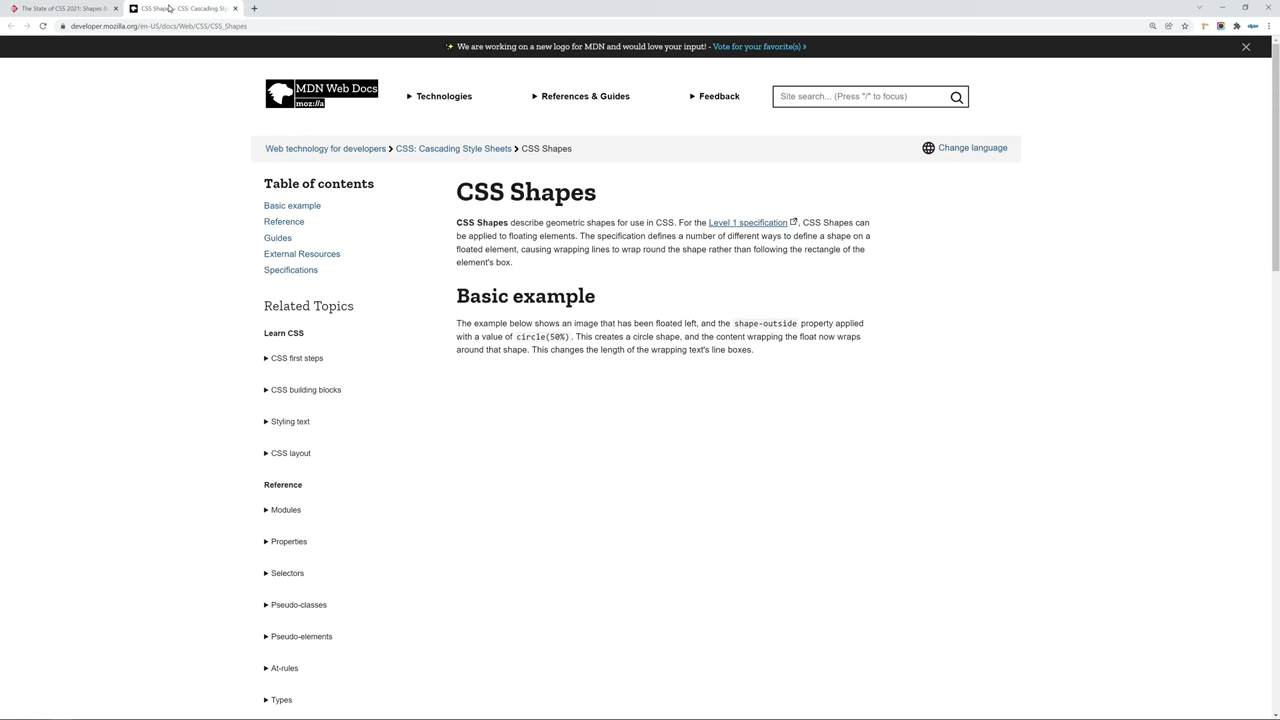 The State of CSS 2021: Shapes &
CSS Shapes - CSS: Cascading Sty
developer.mozilla.org/en-US/docs/Web/CSS/CSS_Shapes
✨ We are working on a new logo for MDN and would love your input! - Vote for your favorite(s) »
MDN Web Docs
moz://a
Technologies
References & Guides
Feedback
Site search... (Press "/" to focus)
Web technology for developers
CSS: Cascading Style Sheets
CSS Shapes
Change language
Table of contents
Basic example
Reference
Guides
External Resources
Specifications
Related Topics
Learn CSS
CSS first steps
CSS building blocks
Styling text
CSS layout
Reference
Modules
Properties
Selectors
Pseudo-classes
Pseudo-elements
At-rules
Types
CSS Shapes
CSS Shapes describe geometric shapes for use in CSS. For the Level 1 specification, CSS Shapes can
be applied to floating elements. The specification defines a number of different ways to define a shape on a
floated element, causing wrapping lines to wrap round the shape rather than following the rectangle of the
element's box.
Basic example
The example below shows an image that has been floated left, and the shape-outside property applied
with a value of circle(50%). This creates a circle shape, and the content wrapping the float now wraps
around that shape. This changes the length of the wrapping text's line boxes.